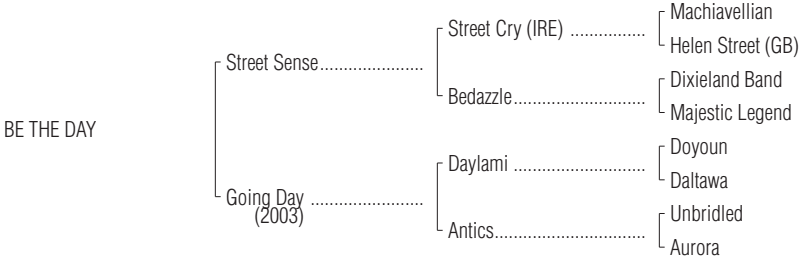 Machiavellian
Street Cry (IRE) ................
Helen Street (GB)
Street Sense......................
Dixieland Band
Bedazzle............................
Majestic Legend
BE THE DAY
Doyoun
Daylami ............................
Daltawa
Going Day ........................
(2003)
Unbridled
Antics................................
Aurora